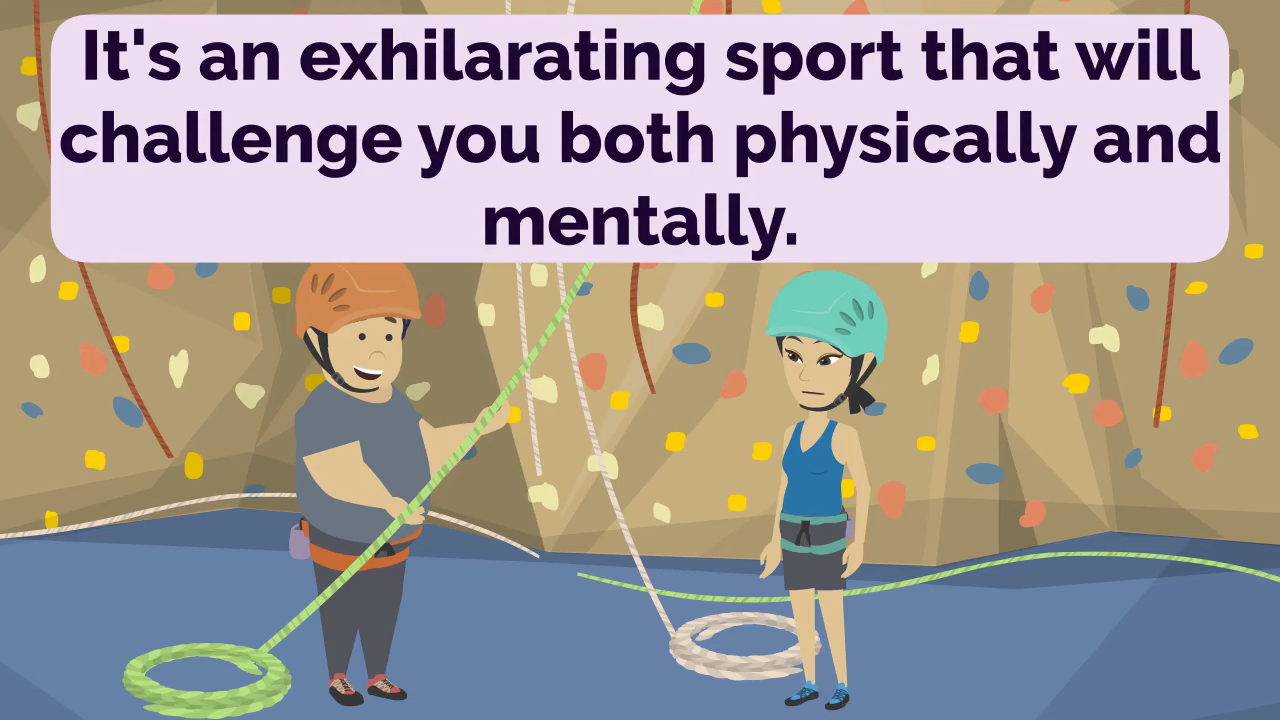 It's an exhilarating sport that will
challenge you both physically and
mentally.